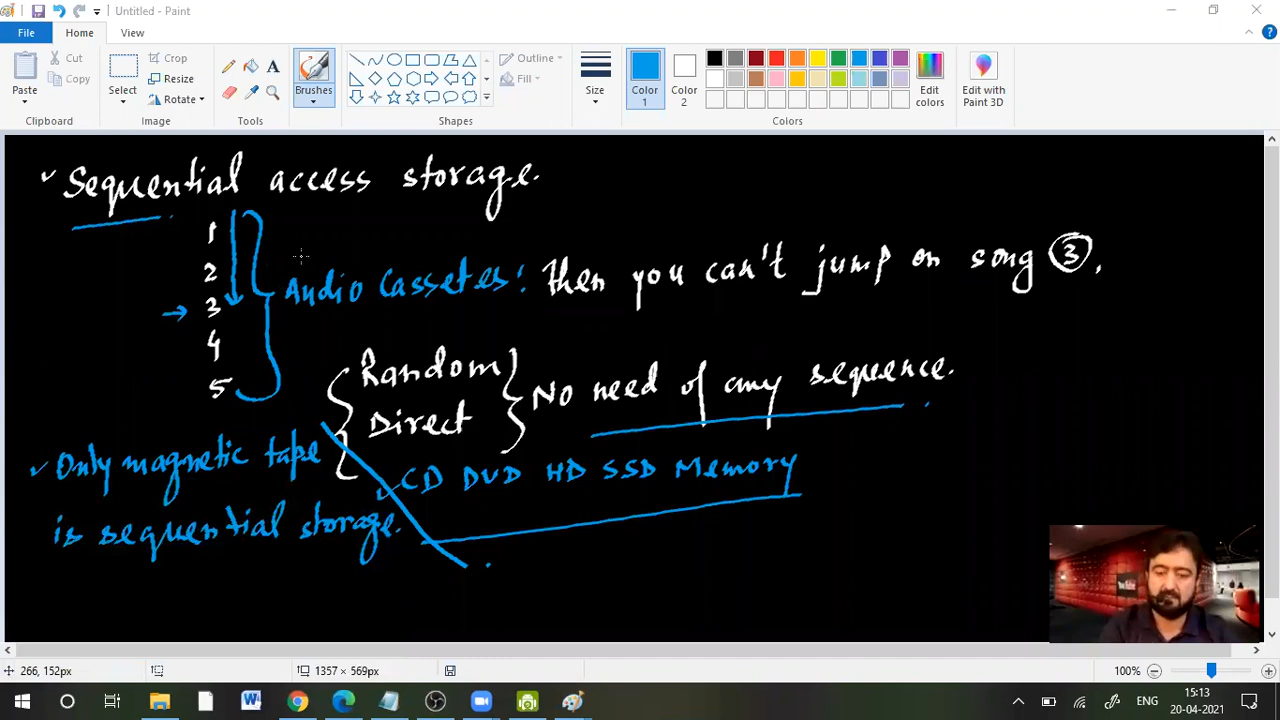 Untitled - Paint
File Home View
Paste Cut Copy Clipboard
Select Crop Resize Rotate Image
Tools
Brushes
Shapes Outline Fill
Size
Color 1 Color 2
Edit colors
Edit with Paint 3D
Colors
Sequential access storage.
1
2
3
4
5
Audio Cassetes: then you can't jump on song 3.
Random
Direct
No need of any sequence.
CD DVD HD SSD Memory
Only magnetic tape
is sequential storage.
YouTube
266, 152px 1357 × 569px 100%
ENG 15:13
20-04-2021